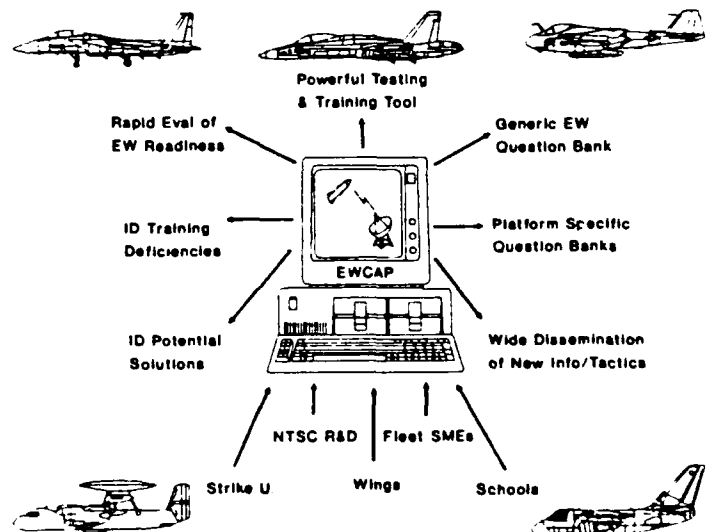 Powerful Testing
& Training Tool
Rapid Eval of
EW Readiness
Generic EW
Question Bank
ID Training
Deficiencies
Platform Specific
Question Banks
EWCAP
ID Potential
Solutions
Wide Dissemination
of New Info/Tactics
NTSC R&D
Fleet SMEs
Strike U.
Wings
Schools